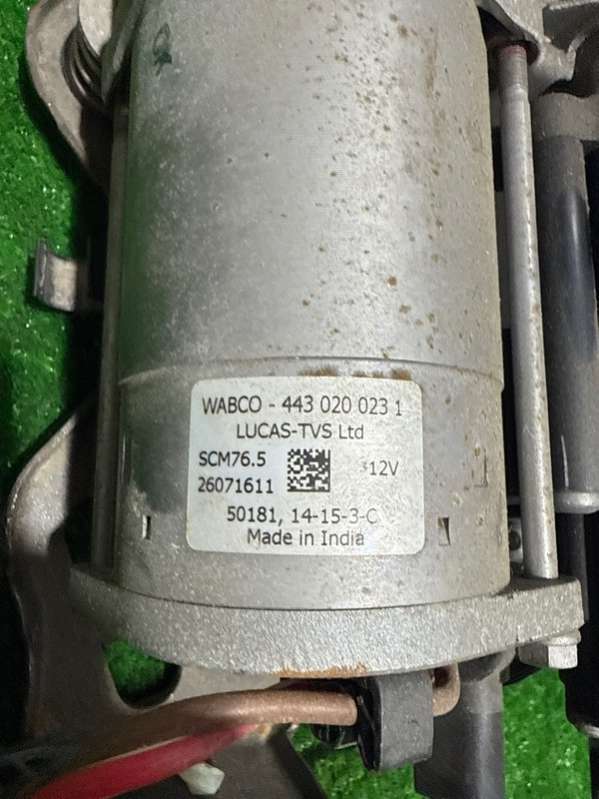 WABCO - 443 020 023 1
LUCAS-TVS Ltd
SCM76.5
12V
26071611
50181, 14-15-3-C
Made in India